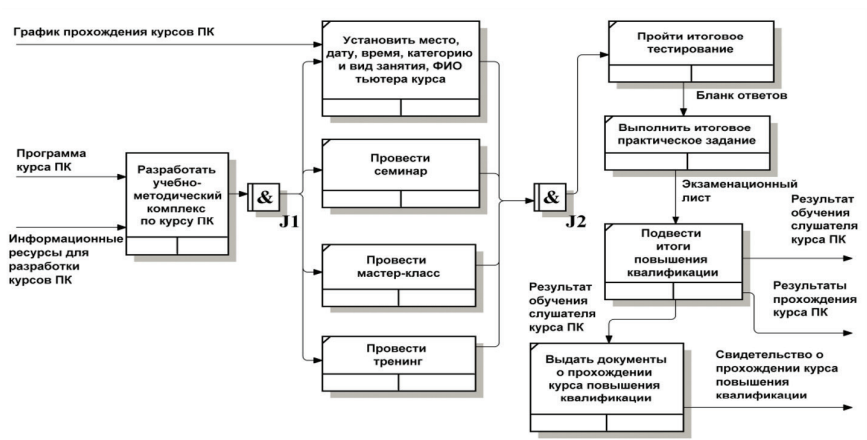 График прохождения курсов ПК
Программа
курса ПК
Информационные
ресурсы для
разработки
курсов ПК
Разработать
учебно-
методический
комплекс
по курсу ПК
&
J1
Установить место,
дату, время, категорию
и вид занятия, ФИО
тьютера курса
Провести
семинар
Провести
мастер-класс
Провести
тренинг
&
J2
Пройти итоговое
тестирование
Бланк ответов
Выполнить итоговое
практическое задание
Экзаменационный
лист
Подвести
итоги
повышения
квалификации
Результат
обучения
слушателя
курса ПК
Результаты
прохождения
курса ПК
Результат
обучения
слушателя
курса ПК
Выдать документы
о прохождении
курса повышения
квалификации
Свидетельство о
прохождении курса
повышения
квалификации